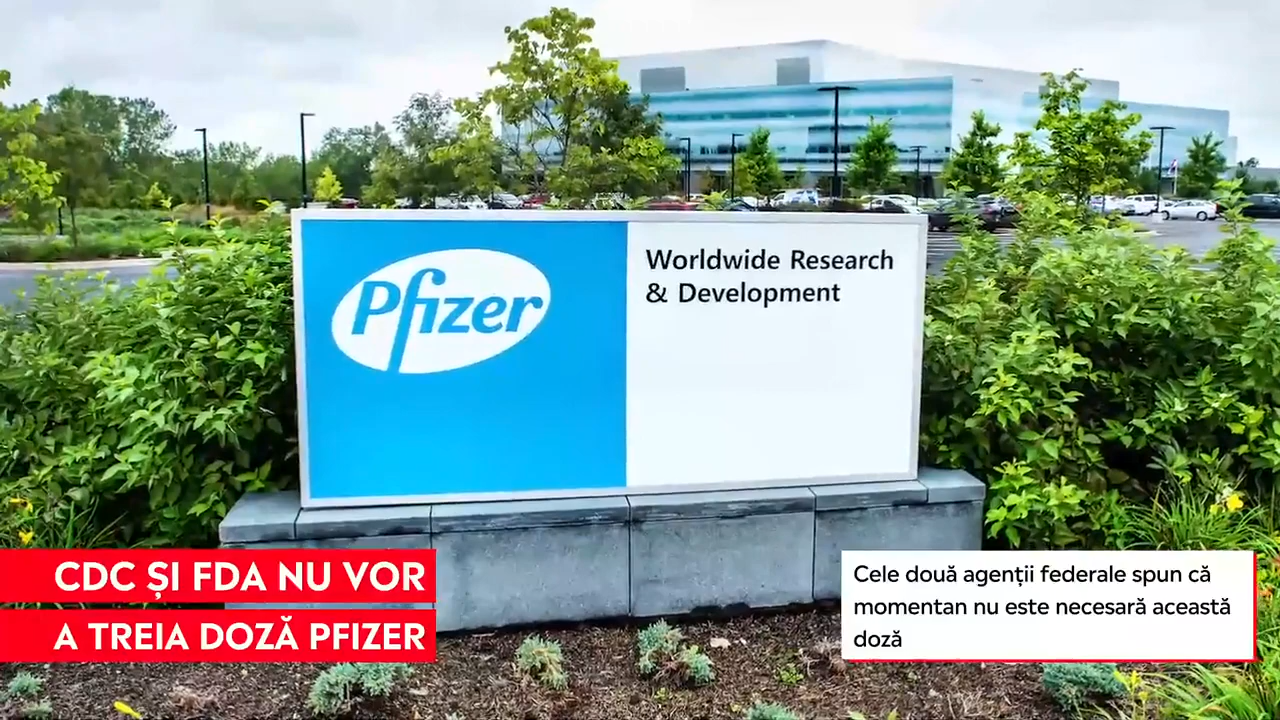 Pfizer
Worldwide Research
& Development
CDC ȘI FDA NU VOR
A TREIA DOZĂ PFIZER
Cele două agenții federale spun că
momentan nu este necesară această
doză